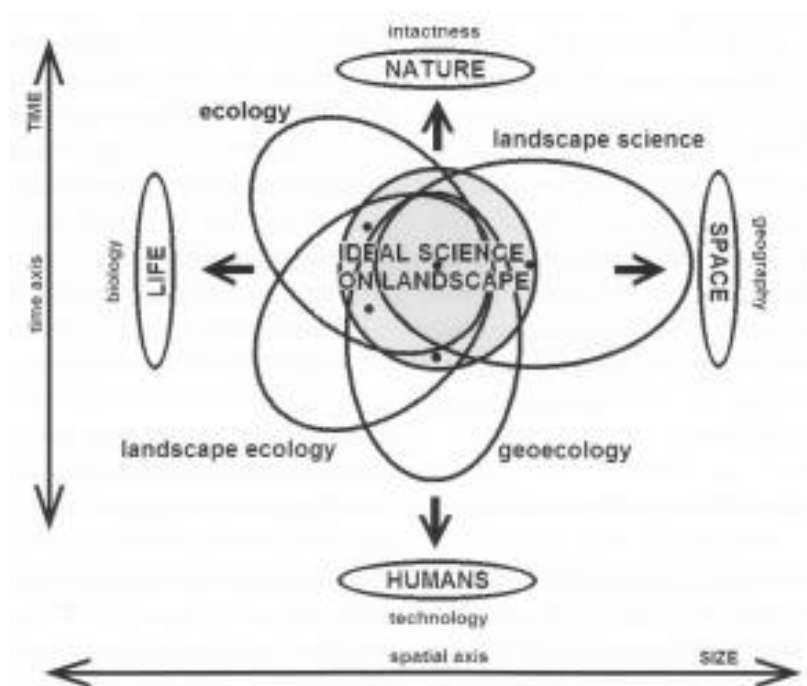 intactness
NATURE
TIME
ecology
landscape science
biology
LIFE
IDEAL SCIENCE
ON LANDSCAPE
SPACE
geography
time axis
landscape ecology
geoecology
HUMANS
technology
spatial axis
SIZE